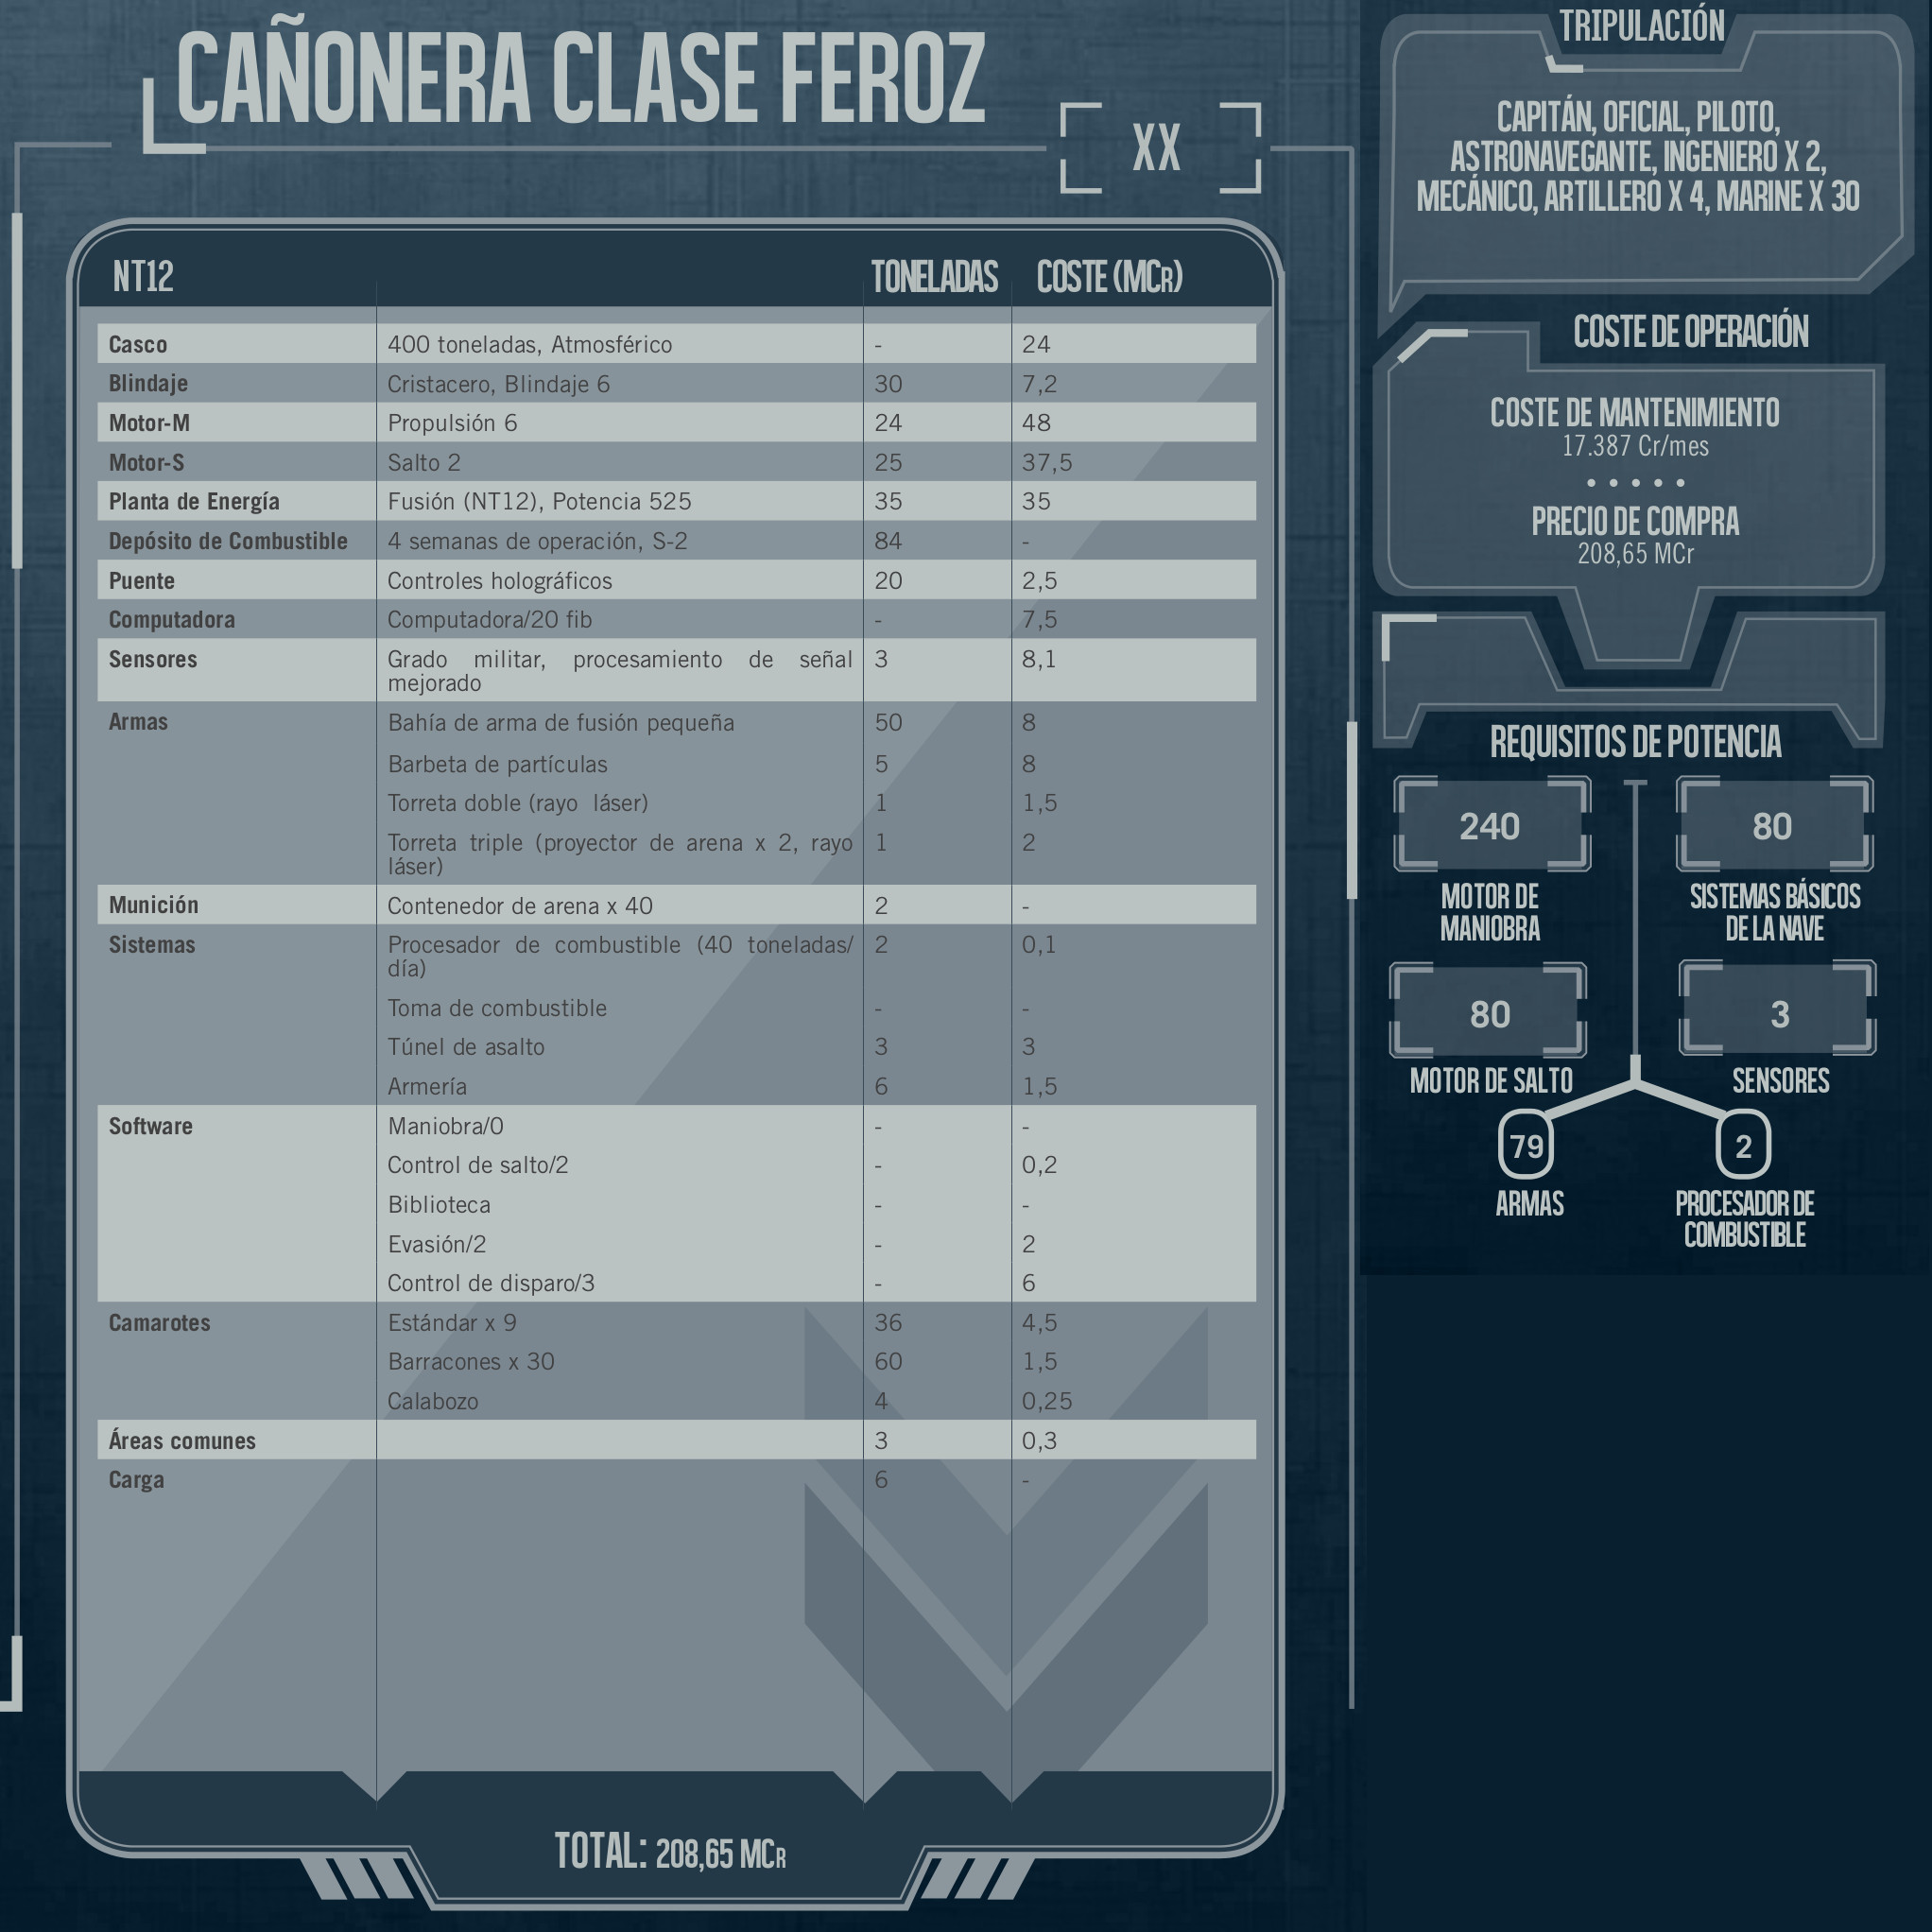 CAÑONERA CLASE FEROZ
XX
NT12 TONELADAS COSTE (MCR)
Casco 400 toneladas, Atmosférico - 24
Blindaje Cristacero, Blindaje 6 30 7,2
Motor-M Propulsión 6 24 48
Motor-S Salto 2 25 37,5
Planta de Energía Fusión (NT12), Potencia 525 35 35
Depósito de Combustible 4 semanas de operación, S-2 84 -
Puente Controles holográficos 20 2,5
Computadora Computadora/20 fib - 7,5
Sensores Grado militar, procesamiento de señal 3 8,1
mejorado
Armas Bahía de arma de fusión pequeña 50 8
Barbeta de partículas 5 8
Torreta doble (rayo láser) 1 1,5
Torreta triple (proyector de arena x 2, rayo 1 2
láser)
Munición Contenedor de arena x 40 2 -
Sistemas Procesador de combustible (40 toneladas/ 2 0,1
día)
Toma de combustible - -
Túnel de asalto 3 3
Armería 6 1,5
Software Maniobra/0 - -
Control de salto/2 - 0,2
Biblioteca - -
Evasión/2 - 2
Control de disparo/3 - 6
Camarotes Estándar x 9 36 4,5
Barracones x 30 60 1,5
Calabozo 4 0,25
Áreas comunes 3 0,3
Carga 6 -
TOTAL: 208,65 MCR
TRIPULACIÓN
CAPITÁN, OFICIAL, PILOTO,
ASTRONAVEGANTE, INGENIERO X 2,
MECÁNICO, ARTILLERO X 4, MARINE X 30
COSTE DE OPERACIÓN
COSTE DE MANTENIMIENTO
17.387 Cr/mes
• • • • •
PRECIO DE COMPRA
208,65 MCr
REQUISITOS DE POTENCIA
240 80
MOTOR DE SISTEMAS BÁSICOS
MANIOBRA DE LA NAVE
80 3
MOTOR DE SALTO SENSORES
79 2
ARMAS PROCESADOR DE
COMBUSTIBLE